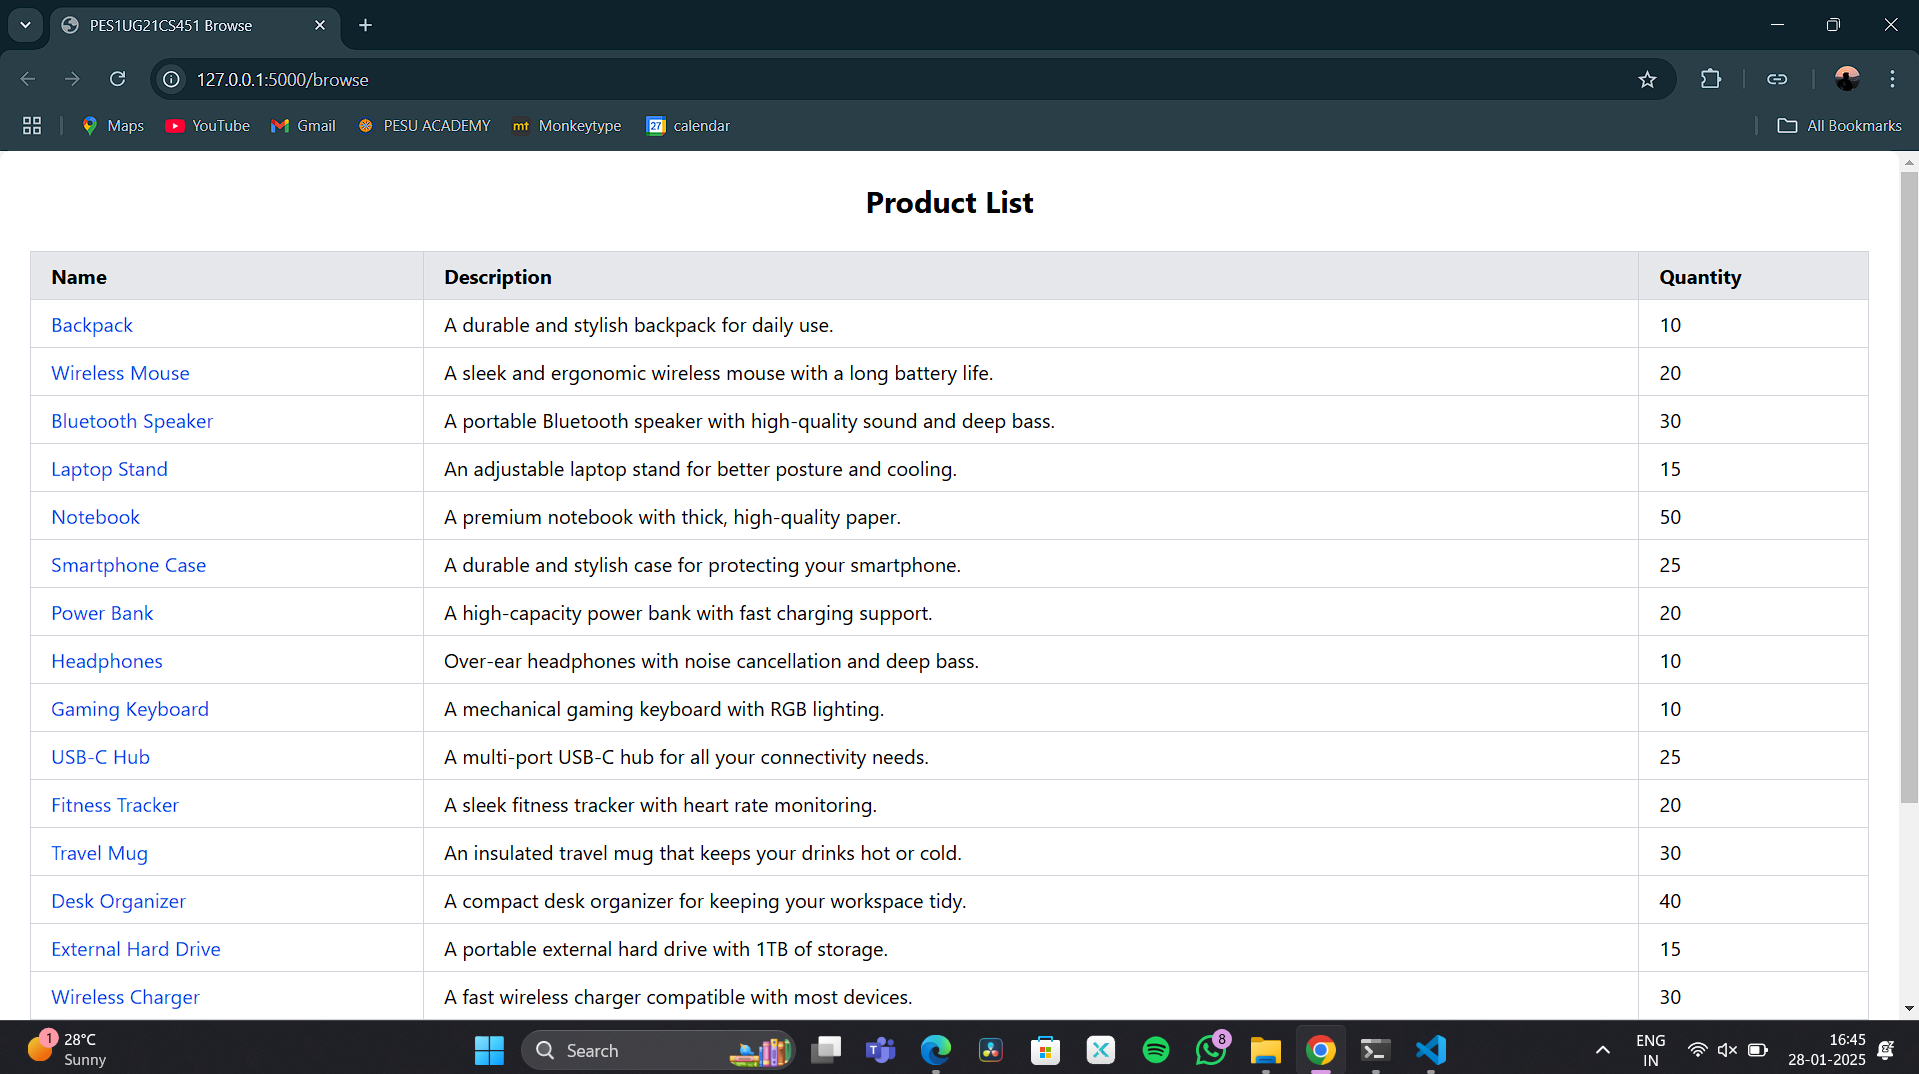 PES1UG21CS451 Browse
127.0.0.1:5000/browse
Maps YouTube Gmail PESU ACADEMY mt Monkeytype 27 calendar All Bookmarks
Product List
Name Description Quantity
Backpack A durable and stylish backpack for daily use. 10
Wireless Mouse A sleek and ergonomic wireless mouse with a long battery life. 20
Bluetooth Speaker A portable Bluetooth speaker with high-quality sound and deep bass. 30
Laptop Stand An adjustable laptop stand for better posture and cooling. 15
Notebook A premium notebook with thick, high-quality paper. 50
Smartphone Case A durable and stylish case for protecting your smartphone. 25
Power Bank A high-capacity power bank with fast charging support. 20
Headphones Over-ear headphones with noise cancellation and deep bass. 10
Gaming Keyboard A mechanical gaming keyboard with RGB lighting. 10
USB-C Hub A multi-port USB-C hub for all your connectivity needs. 25
Fitness Tracker A sleek fitness tracker with heart rate monitoring. 20
Travel Mug An insulated travel mug that keeps your drinks hot or cold. 30
Desk Organizer A compact desk organizer for keeping your workspace tidy. 40
External Hard Drive A portable external hard drive with 1TB of storage. 15
Wireless Charger A fast wireless charger compatible with most devices. 30
1 28°C Search 8 ENG 16:45
Sunny IN 28-01-2025